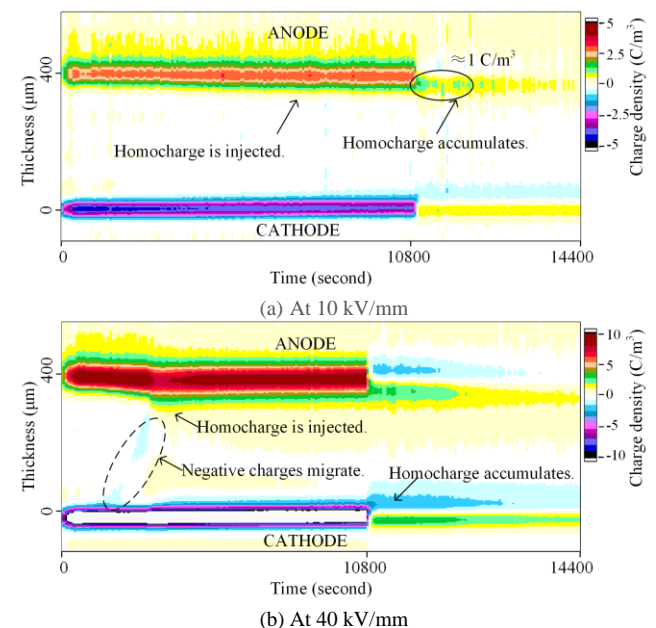 ANODE
≈1 C/m³
Homocharge is injected.
Homocharge accumulates.
CATHODE
400
0
Thickness (μm)
0
10800
14400
Time (second)
5
2.5
0
-2.5
-5
Charge density (C/m³)
(a) At 10 kV/mm
ANODE
Homocharge is injected.
Negative charges migrate.
Homocharge accumulates.
CATHODE
400
0
Thickness (μm)
0
10800
14400
Time (second)
10
5
0
-5
-10
Charge density (C/m³)
(b) At 40 kV/mm